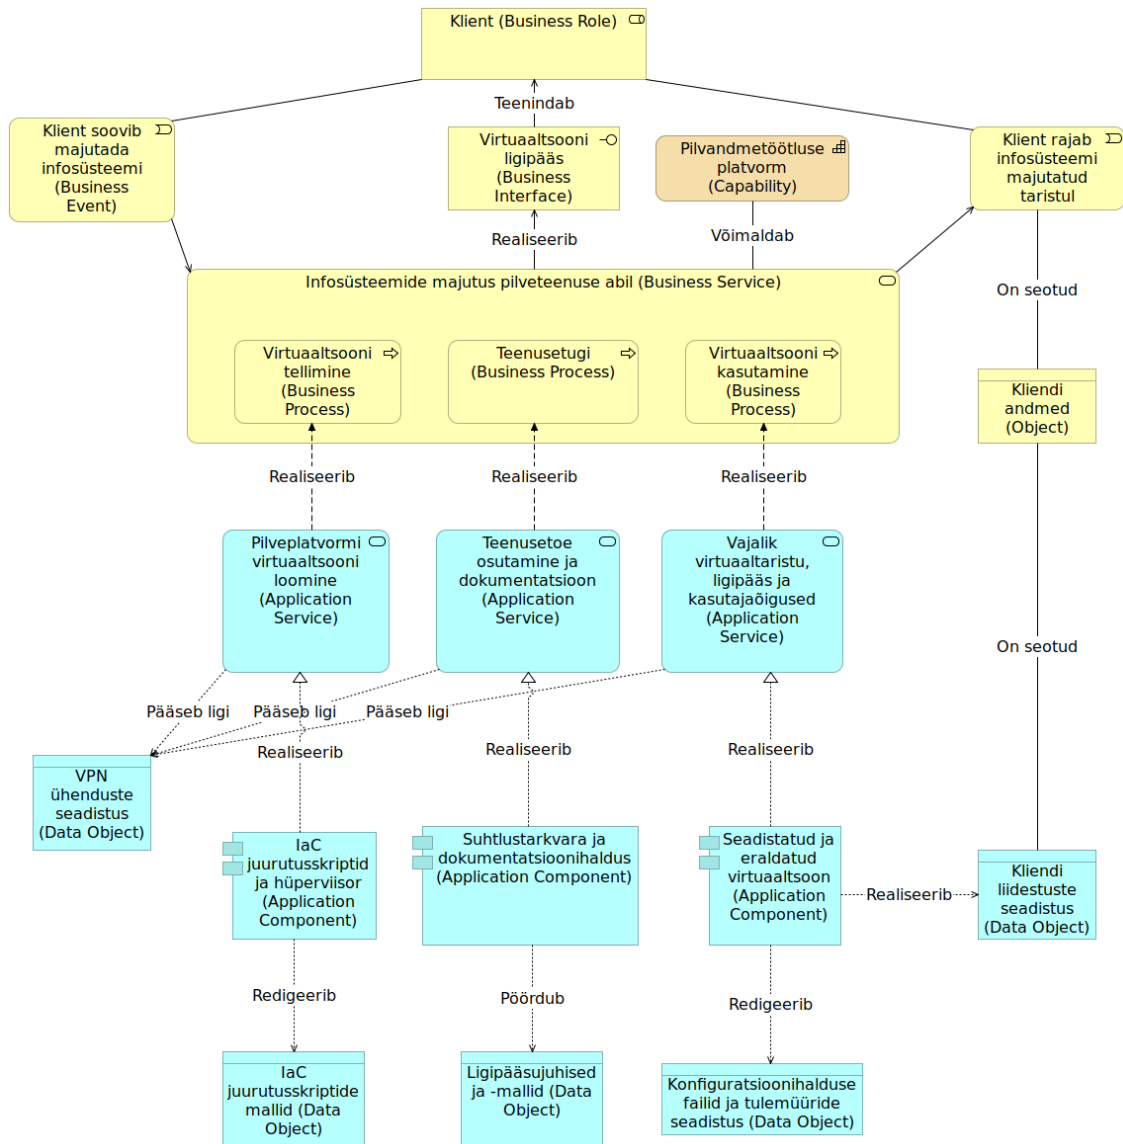 Klient (Business Role)
Teenindab
Klient soovib
majutada
infosüsteemi
(Business
Event)
Virtuaaltsooni
ligipääs
(Business
Interface)
Pilvandmetöötluse
platvorm
(Capability)
Klient rajab
infosüsteemi
majutatud
taristul
Realiseerib
Võimaldab
On seotud
Infosüsteemide majutus pilveteenuse abil (Business Service)
Virtuaaltsooni
tellimine
(Business
Process)
Teenusetugi
(Business Process)
Virtuaaltsooni
kasutamine
(Business
Process)
Kliendi
andmed
(Object)
Realiseerib
Realiseerib
Realiseerib
Pilveplatvormi
virtuaaltsooni
loomine
(Application
Service)
Teenusetoe
osutamine ja
dokumentatsioon
(Application
Service)
Vajalik
virtuaaltaristu,
ligipääs ja
kasutajaõigused
(Application
Service)
On seotud
Pääseb ligi
Pääseb ligi
Pääseb ligi
Realiseerib
Realiseerib
Realiseerib
VPN
ühenduste
seadistus
(Data Object)
IaC
juurutusskriptid
ja hüperviisor
(Application
Component)
Suhtlustarkvara ja
dokumentatsioonihaldus
(Application Component)
Seadistatud ja
eraldatud
virtuaaltsoon
(Application
Component)
Realiseerib
Kliendi
liidestuste
seadistus
(Data Object)
Redigeerib
Pöördub
Redigeerib
IaC
juurutusskriptide
mallid (Data
Object)
Ligipääsujuhised
ja -mallid (Data
Object)
Konfiguratsioonihalduse
failid ja tulemüüride
seadistus (Data Object)